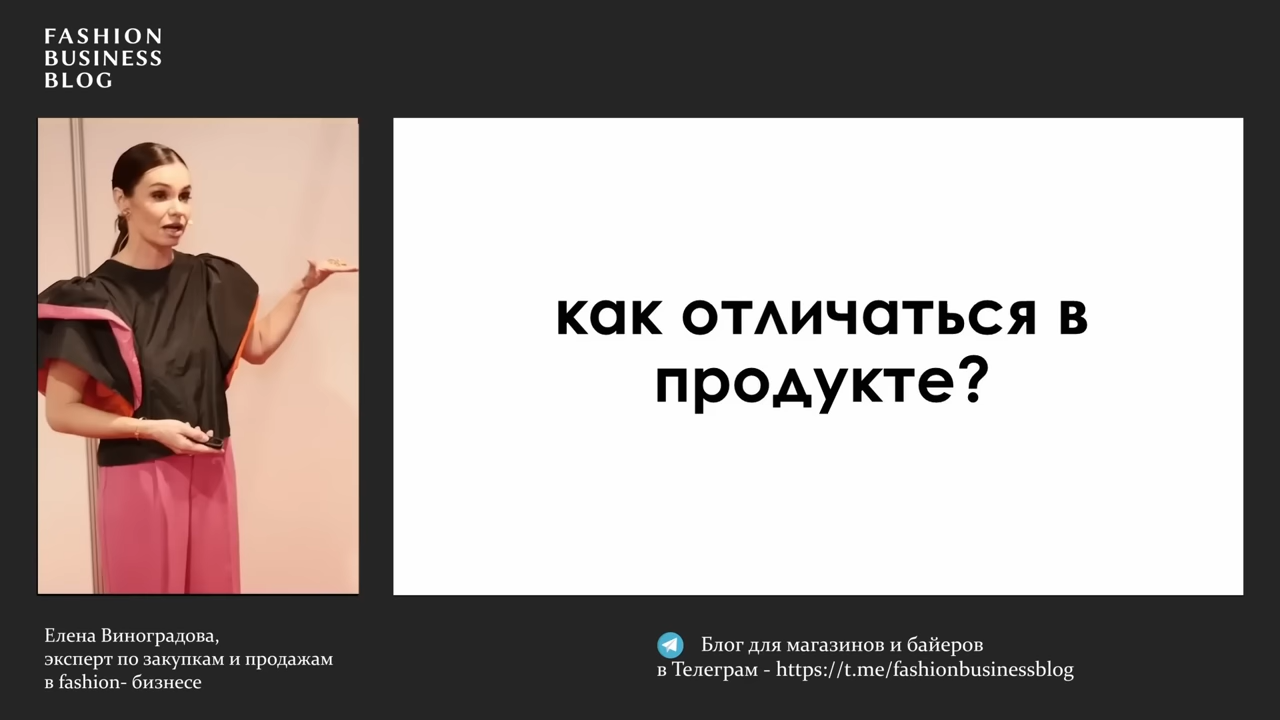 FASHION
BUSINESS
BLOG
как отличаться в
продукте?
Елена Виноградова,
эксперт по закупкам и продажам
в fashion- бизнесе
Блог для магазинов и байеров
в Телеграм - https://t.me/fashionbusinessblog